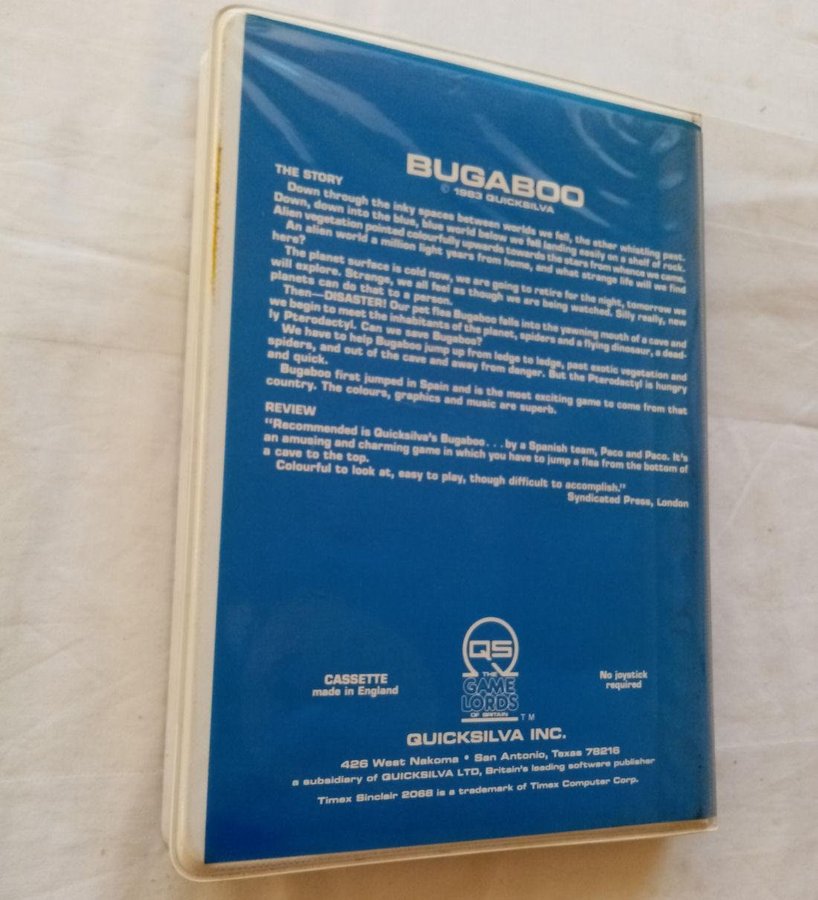 BUGABOO
© 1983 QUICKSILVA
THE STORY
Down through the inky spaces between worlds we fell, the ether whistling past.
Down, down into the blue, blue world below we fell landing easily on a shelf of rock.
Alien vegetation pointed colourfully upwards towards the stars from whence we came.
An alien world a million light years from home, and what strange life will we find
here?
The planet surface is cold now, we are going to retire for the night, tomorrow we
will explore. Strange, we all feel as though we are being watched. Silly really, new
planets can do that to a person.
Then—DISASTER! Our pet flea Bugaboo falls into the yawning mouth of a cave and
we begin to meet the inhabitants of the planet, spiders and a flying dinosaur, a dead-
ly Pterodactyl. Can we save Bugaboo?
We have to help Bugaboo jump up from ledge to ledge, past exotic vegetation and
spiders, and out of the cave and away from danger. But the Pterodactyl is hungry
and quick.
Bugaboo first jumped in Spain and is the most exciting game to come from that
country. The colours, graphics and music are superb.
REVIEW
"Recommended is Quicksilva's Bugaboo...by a Spanish team, Paco and Paco. It's
an amusing and charming game in which you have to jump a flea from the bottom of
a cave to the top.
Colourful to look at, easy to play, though difficult to accomplish."
Syndicated Press, London
CASSETTE
made in England
QS
THE
GAME
LORDS
OF BRITAIN
TM
No joystick
required
QUICKSILVA INC.
426 West Nakoma • San Antonio, Texas 78216
a subsidiary of QUICKSILVA LTD, Britain's leading software publisher
Timex Sinclair 2068 is a trademark of Timex Computer Corp.